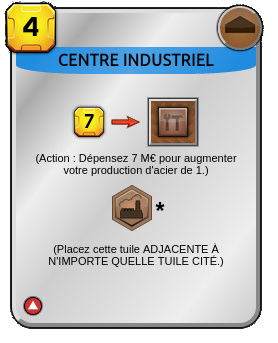 4
CENTRE INDUSTRIEL
7
(Action : Dépensez 7 M€ pour augmenter
votre production d'acier de 1.)
*
(Placez cette tuile ADJACENTE À
N'IMPORTE QUELLE TUILE CITÉ.)